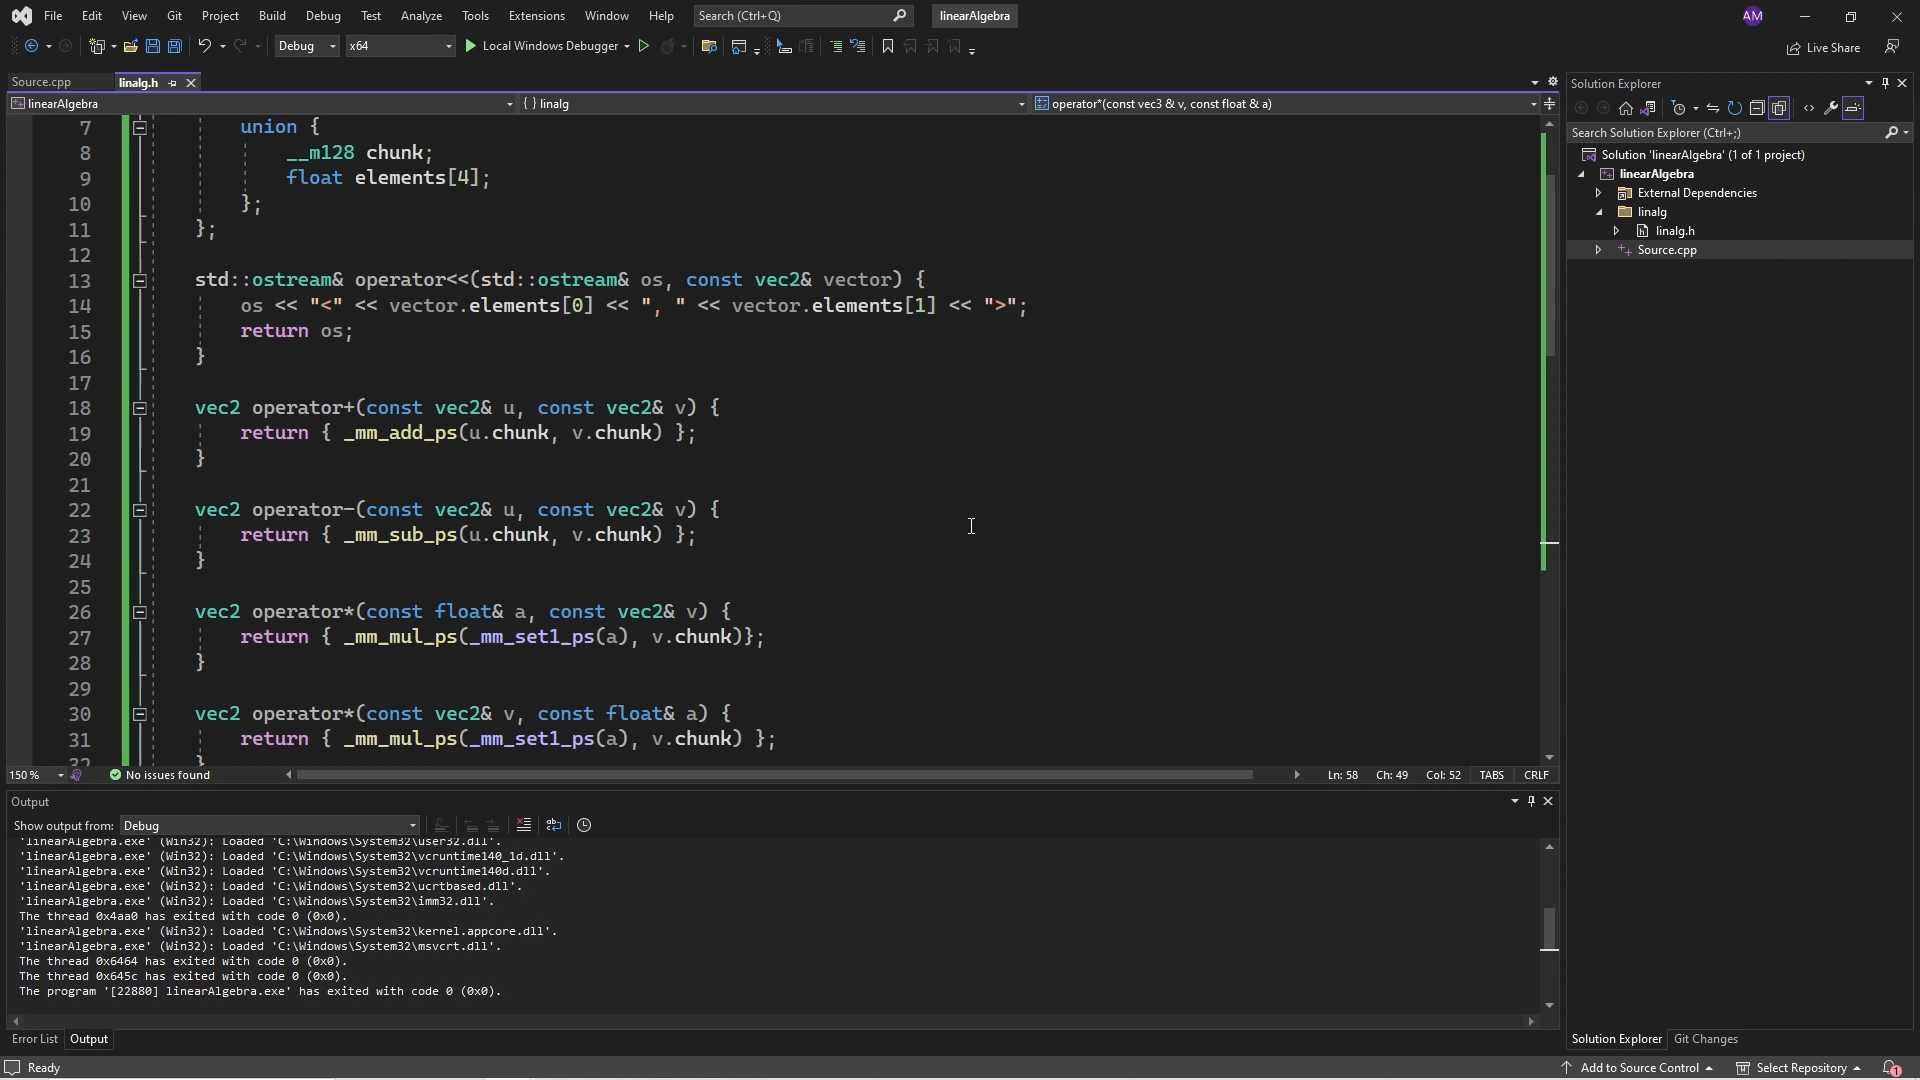 File Edit View Git Project Build Debug Test Analyze Tools Extensions Window Help Search (Ctrl+Q) linearAlgebra AM
Debug x64 Local Windows Debugger Live Share
Source.cpp linalg.h
linearAlgebra { } linalg operator*(const vec3 & v, const float & a)
7 union {
8 __m128 chunk;
9 float elements[4];
10 };
11 };
12
13 std::ostream& operator<<(std::ostream& os, const vec2& vector) {
14 os << "<" << vector.elements[0] << ", " << vector.elements[1] << ">";
15 return os;
16 }
17
18 vec2 operator+(const vec2& u, const vec2& v) {
19 return { _mm_add_ps(u.chunk, v.chunk) };
20 }
21
22 vec2 operator-(const vec2& u, const vec2& v) {
23 return { _mm_sub_ps(u.chunk, v.chunk) };
24 }
25
26 vec2 operator*(const float& a, const vec2& v) {
27 return { _mm_mul_ps(_mm_set1_ps(a), v.chunk)};
28 }
29
30 vec2 operator*(const vec2& v, const float& a) {
31 return { _mm_mul_ps(_mm_set1_ps(a), v.chunk) };
32 }
150 % No issues found Ln: 58 Ch: 49 Col: 52 TABS CRLF
Output
Show output from: Debug
'linearAlgebra.exe' (Win32): Loaded 'C:\Windows\System32\user32.dll'.
'linearAlgebra.exe' (Win32): Loaded 'C:\Windows\System32\vcruntime140_1d.dll'.
'linearAlgebra.exe' (Win32): Loaded 'C:\Windows\System32\vcruntime140d.dll'.
'linearAlgebra.exe' (Win32): Loaded 'C:\Windows\System32\ucrtbased.dll'.
'linearAlgebra.exe' (Win32): Loaded 'C:\Windows\System32\imm32.dll'.
The thread 0x4aa0 has exited with code 0 (0x0).
'linearAlgebra.exe' (Win32): Loaded 'C:\Windows\System32\kernel.appcore.dll'.
'linearAlgebra.exe' (Win32): Loaded 'C:\Windows\System32\msvcrt.dll'.
The thread 0x6464 has exited with code 0 (0x0).
The thread 0x645c has exited with code 0 (0x0).
The program '[22880] linearAlgebra.exe' has exited with code 0 (0x0).
Error List Output
Solution Explorer
Search Solution Explorer (Ctrl+;)
Solution 'linearAlgebra' (1 of 1 project)
linearAlgebra
External Dependencies
linalg
linalg.h
Source.cpp
Solution Explorer Git Changes
Ready Add to Source Control Select Repository 1